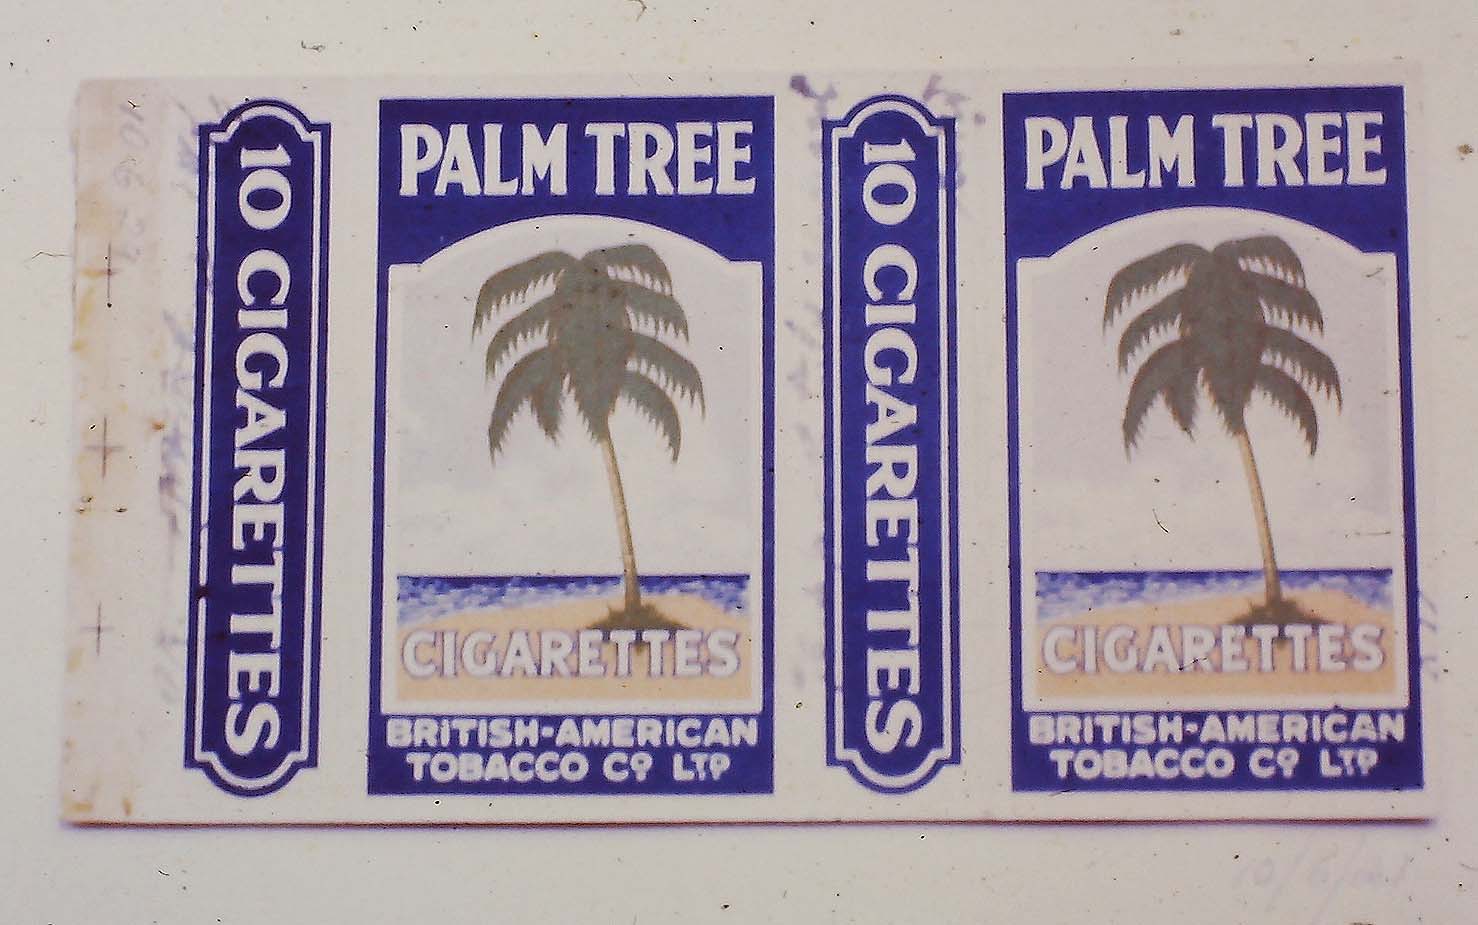 10 CIGARETTES
PALM TREE
CIGARETTES
BRITISH-AMERICAN
TOBACCO Co LTD
10 CIGARETTES
PALM TREE
CIGARETTES
BRITISH-AMERICAN
TOBACCO Co LTD